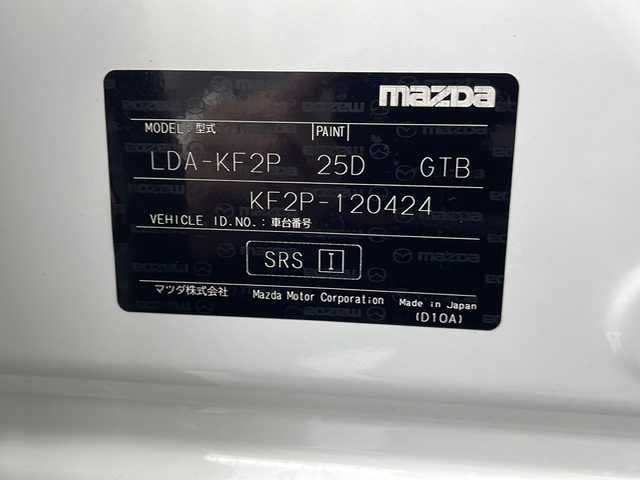 mazda
MODEL:型式 PAINT
LDA-KF2P 25D GTB
KF2P-120424
VEHICLE ID.NO.:車台番号
SRS I
マツダ株式会社 Mazda Motor Corporation Made in Japan
(D10A)